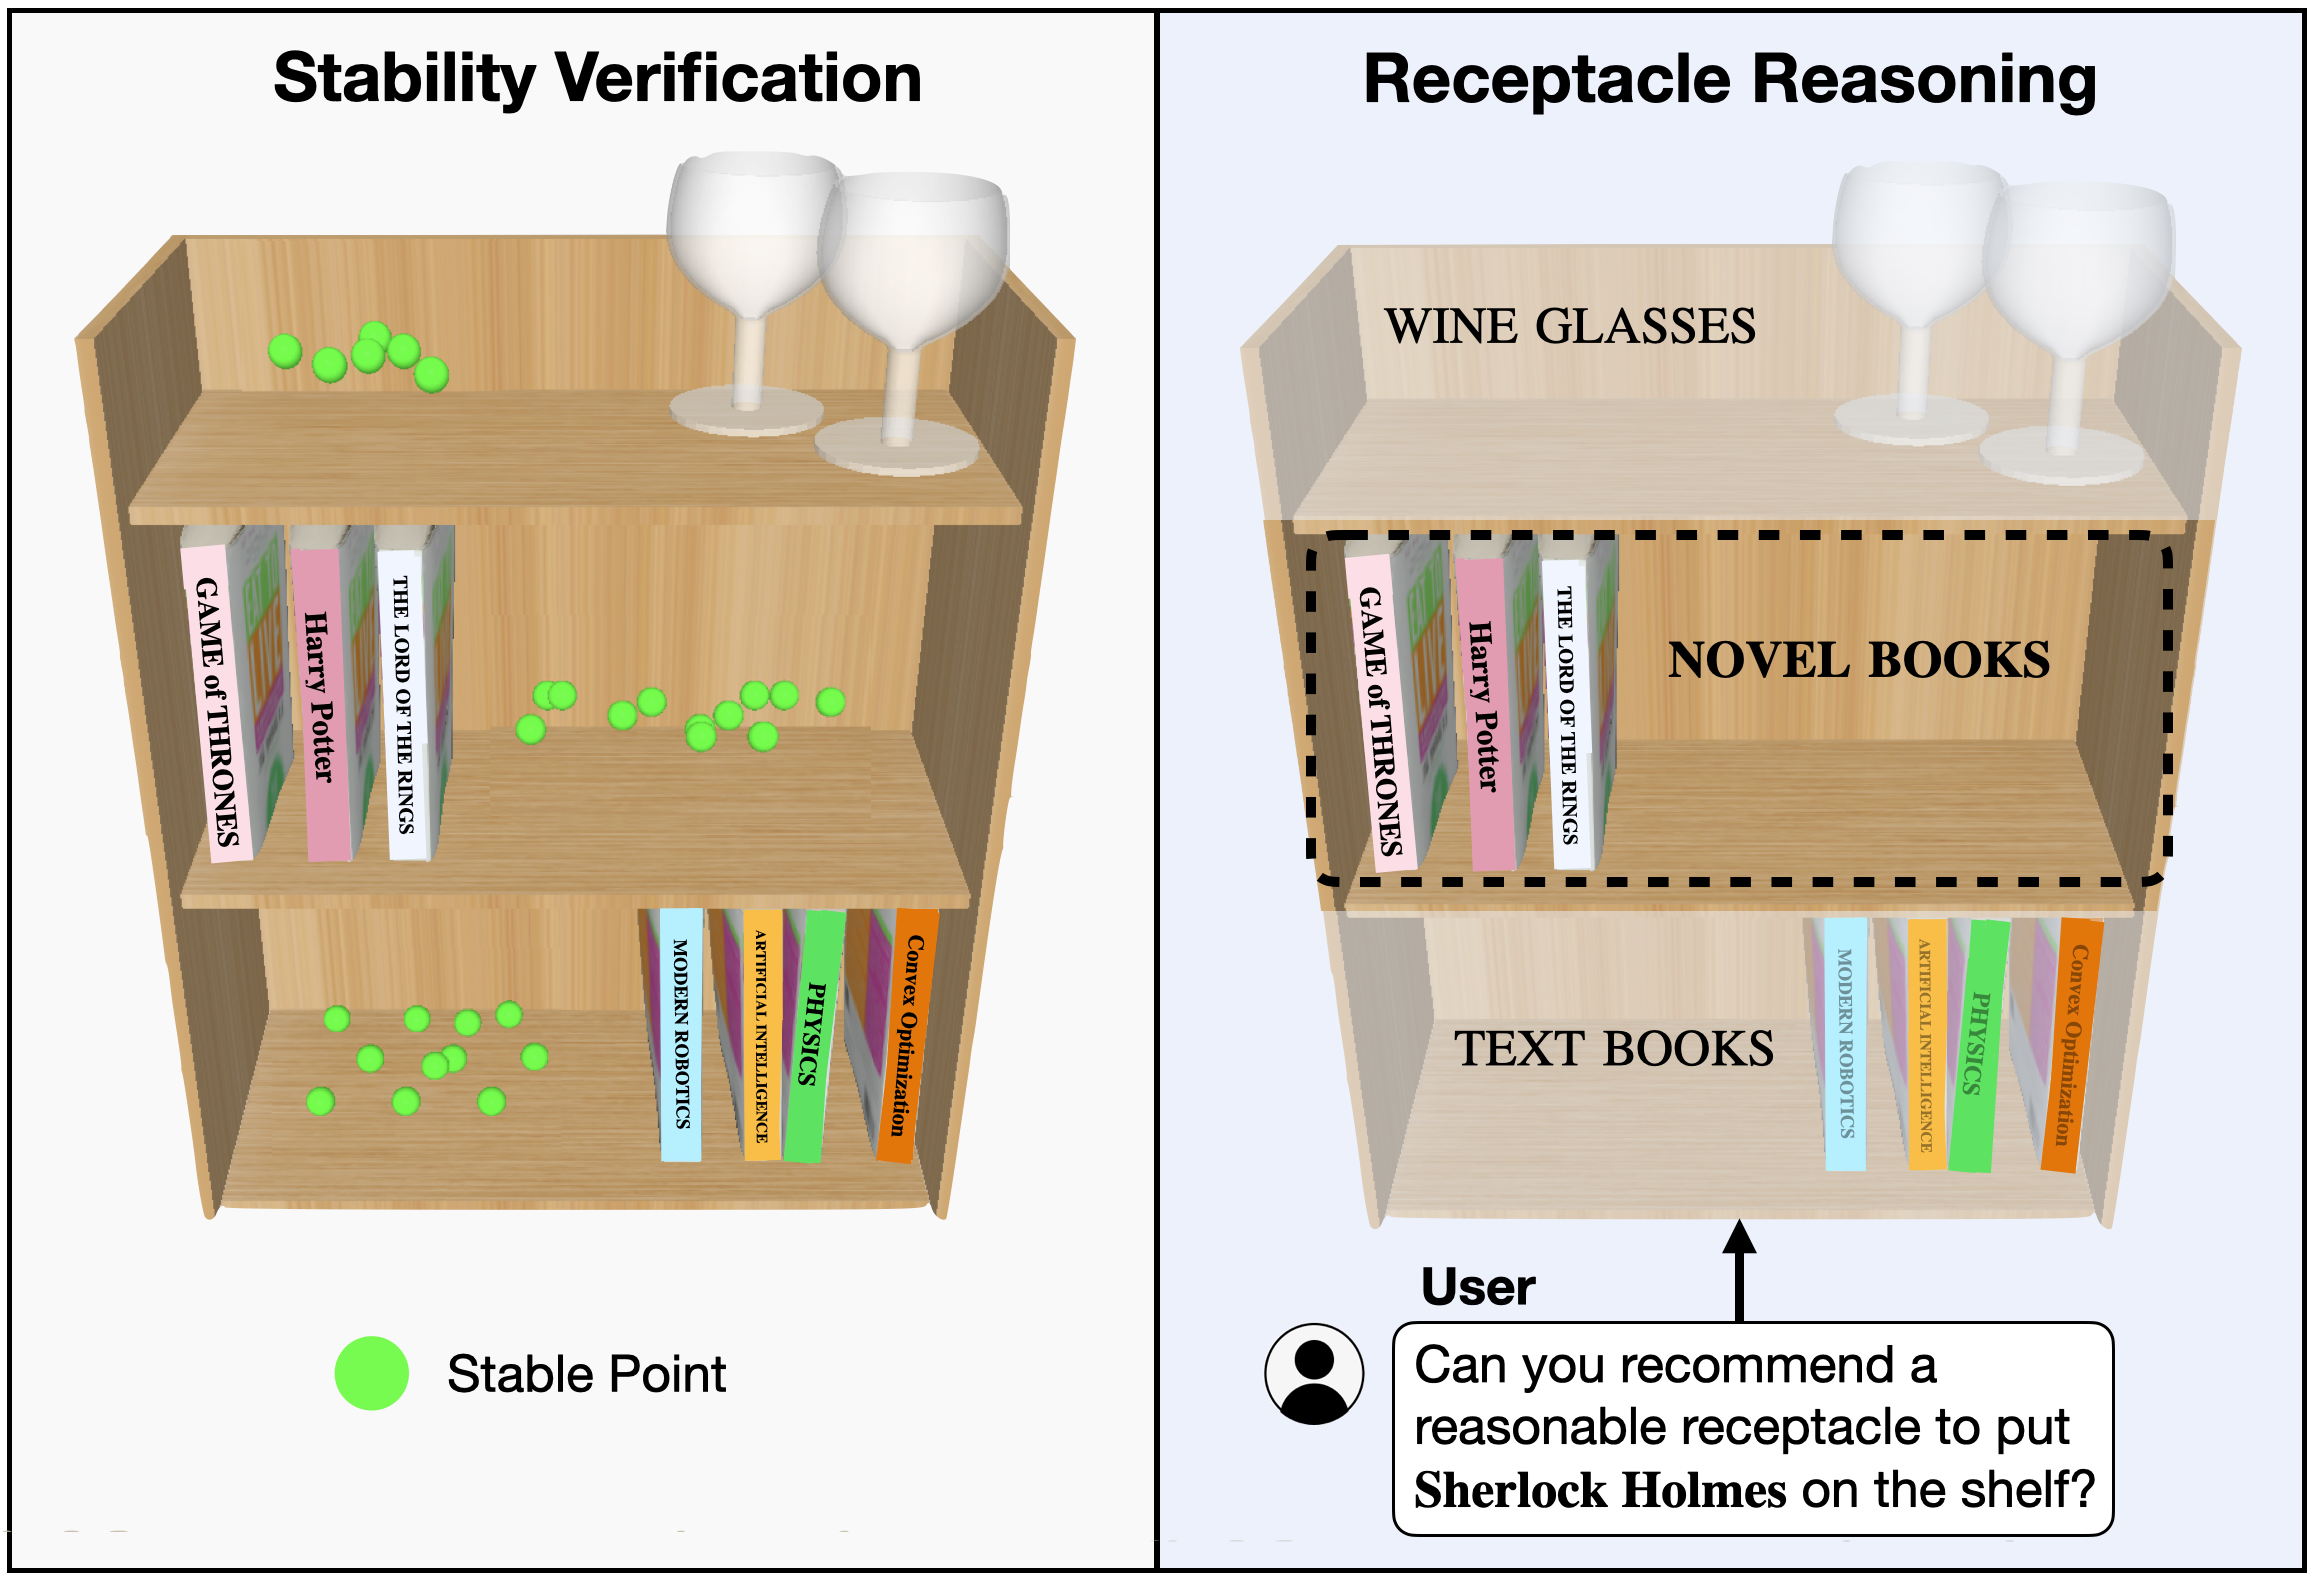 Stability Verification
GAME of THRONES
Harry Potter
THE LORD OF THE RINGS
MODERN ROBOTICS
ARTIFICIAL INTELLIGENCE
PHYSICS
Convex Optimization
Stable Point
Receptacle Reasoning
WINE GLASSES
GAME of THRONES
Harry Potter
THE LORD OF THE RINGS
NOVEL BOOKS
TEXT BOOKS
MODERN ROBOTICS
ARTIFICIAL INTELLIGENCE
PHYSICS
Convex Optimization
User
Can you recommend a
reasonable receptacle to put
Sherlock Holmes on the shelf?